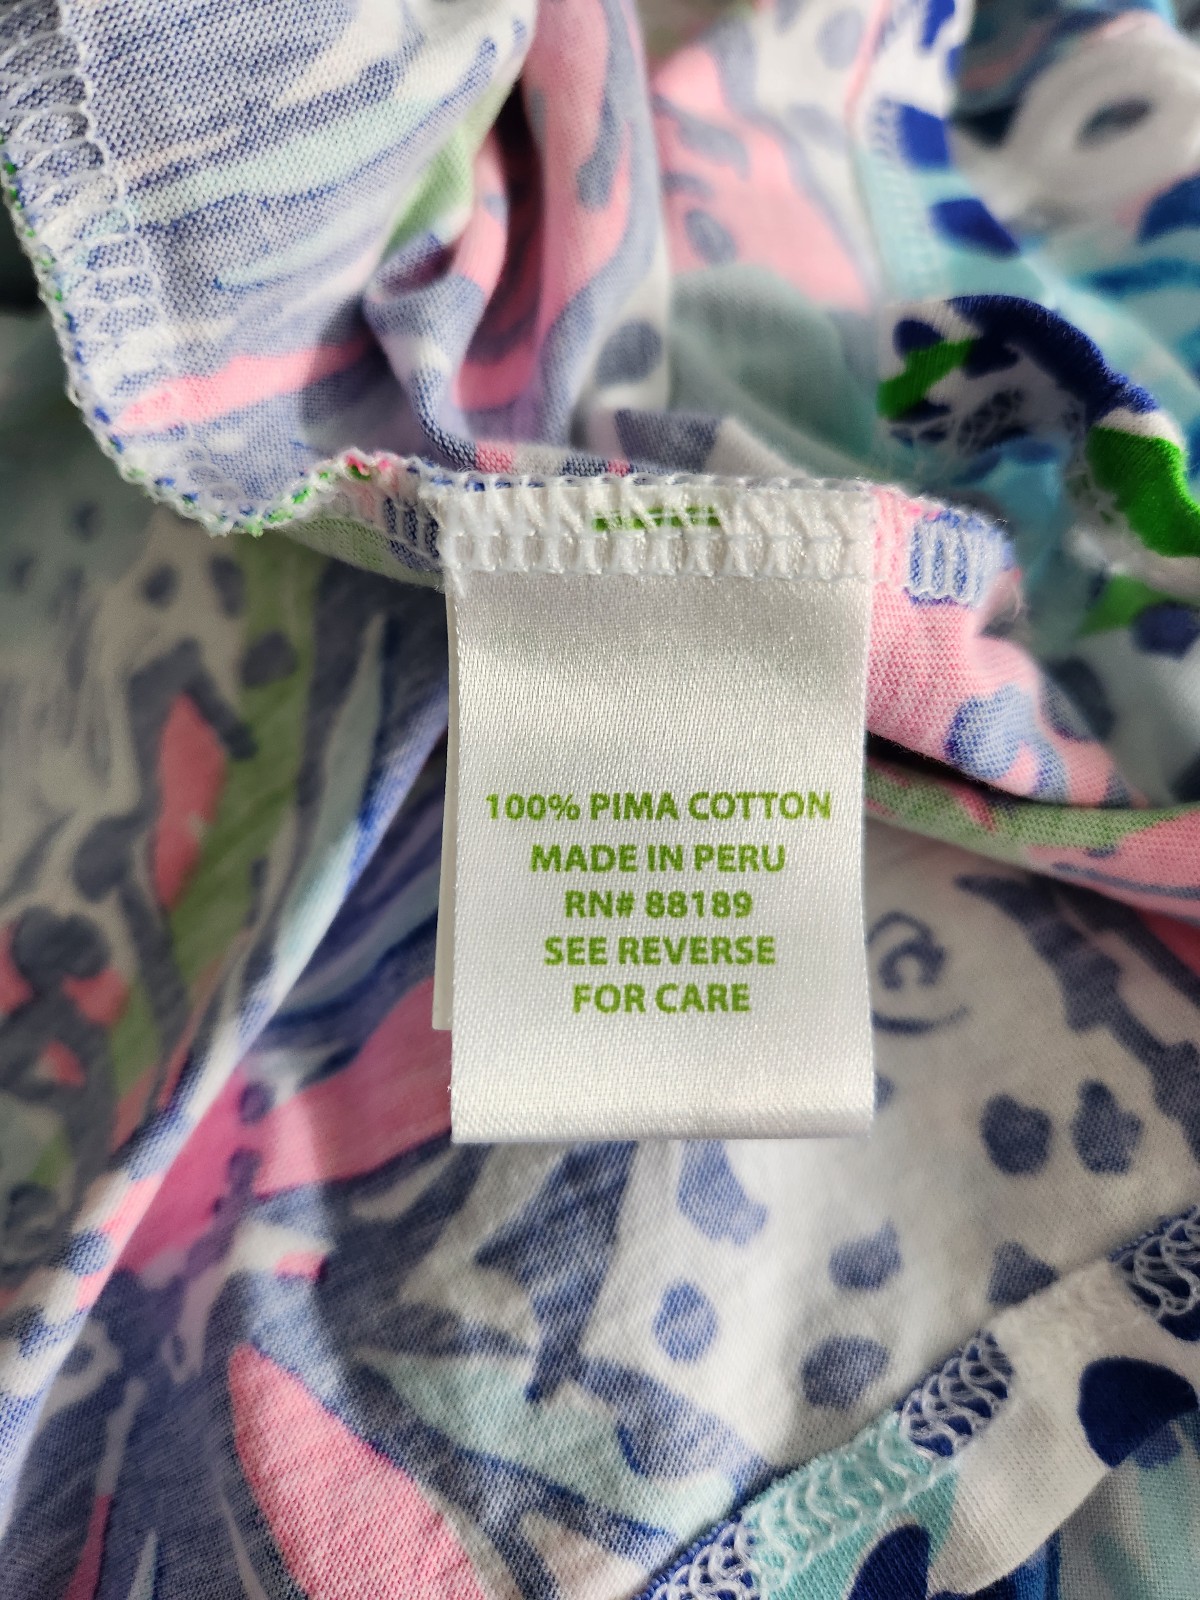 100% PIMA COTTON
MADE IN PERU
RN# 88189
SEE REVERSE
FOR CARE